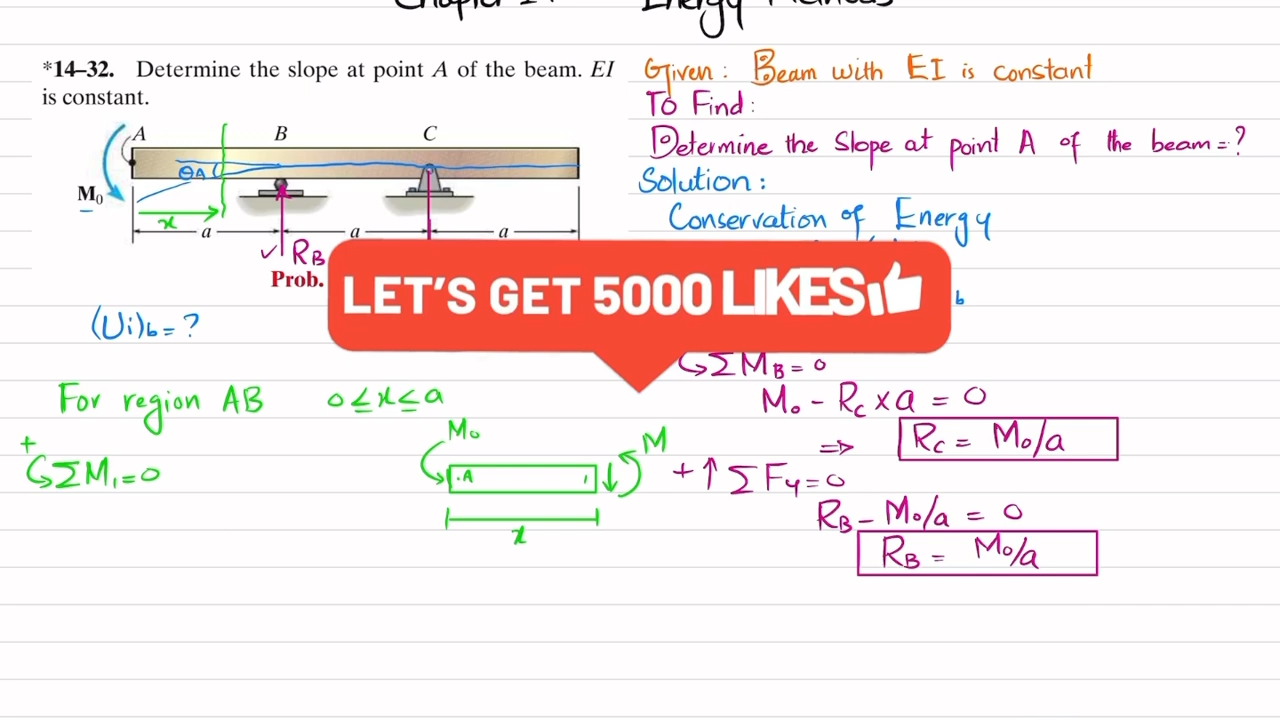 *14–32. Determine the slope at point A of the beam. EI
is constant.
A B C
θA
M0
x
a a a
RB
Prob.
(Ui)b = ?
For region AB 0 ≤ x ≤ a
+
ΣM1 = 0
M0
M
.A 1
x
Given: Beam with EI is constant
To Find:
Determine the Slope at point A of the beam = ?
Solution:
Conservation of Energy
LET'S GET 5000 LIKES
b
ΣMB = 0
M0 - Rc × a = 0
⇒ Rc = M0/a
+↑ ΣFy = 0
RB - M0/a = 0
RB = M0/a